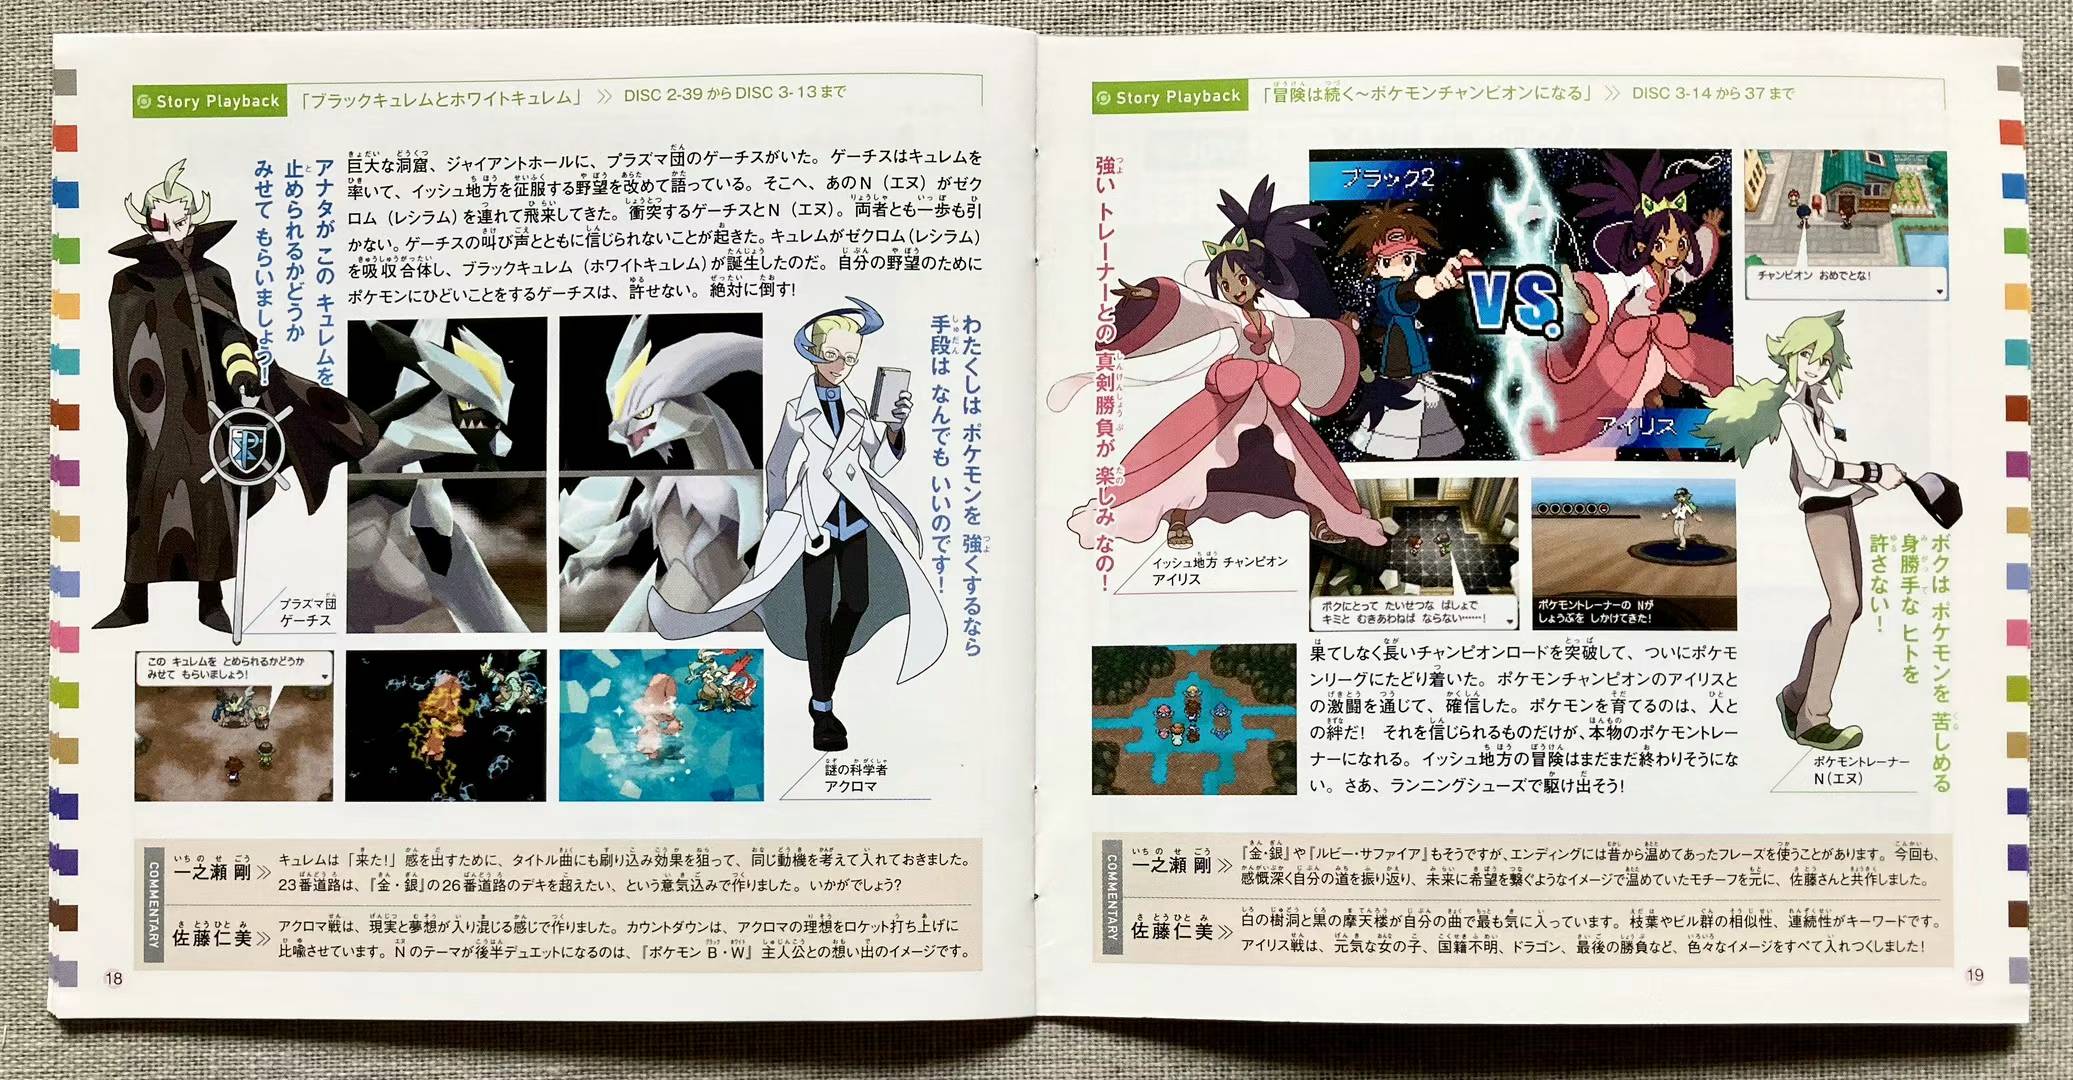 Story Playback 「ブラックキュレムとホワイトキュレム」 ≫ DISC 2-39 から DISC 3-13 まで
アナタが この キュレムを
止められるかどうか
みせて もらいましょう!
巨大な洞窟、ジャイアントホールに、プラズマ団のゲーチスがいた。ゲーチスはキュレムを
率いて、イッシュ地方を征服する野望を改めて語っている。そこへ、あのN(エヌ)がゼク
ロム(レシラム)を連れて飛来してきた。衝突するゲーチスとN(エヌ)。両者とも一歩も引
かない。ゲーチスの叫び声とともに信じられないことが起きた。キュレムがゼクロム(レシラム)
を吸収合体し、ブラックキュレム(ホワイトキュレム)が誕生したのだ。自分の野望のために
ポケモンにひどいことをするゲーチスは、許せない。絶対に倒す!
わたくしは ポケモンを 強くするなら
手段は なんでも いいのです!
プラズマ団
ゲーチス
この キュレムを とめられるかどうか
みせて もらいましょう!
謎の科学者
アクロマ
COMMENTARY
一之瀬 剛 ≫ キュレムは「来た!」感を出すために、タイトル曲にも刷り込み効果を狙って、同じ動機を考えて入れておきました。
23番道路は、『金・銀』の26番道路のデキを超えたい、という意気込みで作りました。いかがでしょう?
佐藤仁美 ≫ アクロマ戦は、現実と夢想が入り混じる感じで作りました。カウントダウンは、アクロマの理想をロケット打ち上げに
比喩させています。Nのテーマが後半デュエットになるのは、『ポケモン B・W』主人公との想い出のイメージです。
18
Story Playback 「冒険は続く~ポケモンチャンピオンになる」 ≫ DISC 3-14 から 37 まで
強い トレーナーとの 真剣勝負が 楽しみ なの!
ブラック2
VS.
アイリス
チャンピオン おめでとな!
イッシュ地方 チャンピオン
アイリス
ボクにとって たいせつな ばしょで
キミと むきあわねば ならない……!
ポケモントレーナーの Nが
しょうぶを しかけてきた!
ボクは ポケモンを 苦しめる
身勝手な ヒトを
許さない!
果てしなく長いチャンピオンロードを突破して、ついにポケモ
ンリーグにたどり着いた。ポケモンチャンピオンのアイリスと
の激闘を通じて、確信した。ポケモンを育てるのは、人と
の絆だ! それを信じられるものだけが、本物のポケモントレー
ナーになれる。イッシュ地方の冒険はまだまだ終わりそうにな
い。さあ、ランニングシューズで駆け出そう!
ポケモントレーナー
N(エヌ)
COMMENTARY
一之瀬 剛 ≫ 『金・銀』や『ルビー・サファイア』もそうですが、エンディングには昔から温めてあったフレーズを使うことがあります。今回も、
感慨深く自分の道を振り返り、未来に希望を繋ぐようなイメージで温めていたモチーフを元に、佐藤さんと共作しました。
佐藤仁美 ≫ 白の樹洞と黒の摩天楼が自分の曲で最も気に入っています。枝葉やビル群の相似性、連続性がキーワードです。
アイリス戦は、元気な女の子、国籍不明、ドラゴン、最後の勝負など、色々なイメージをすべて入れつくしました!
19